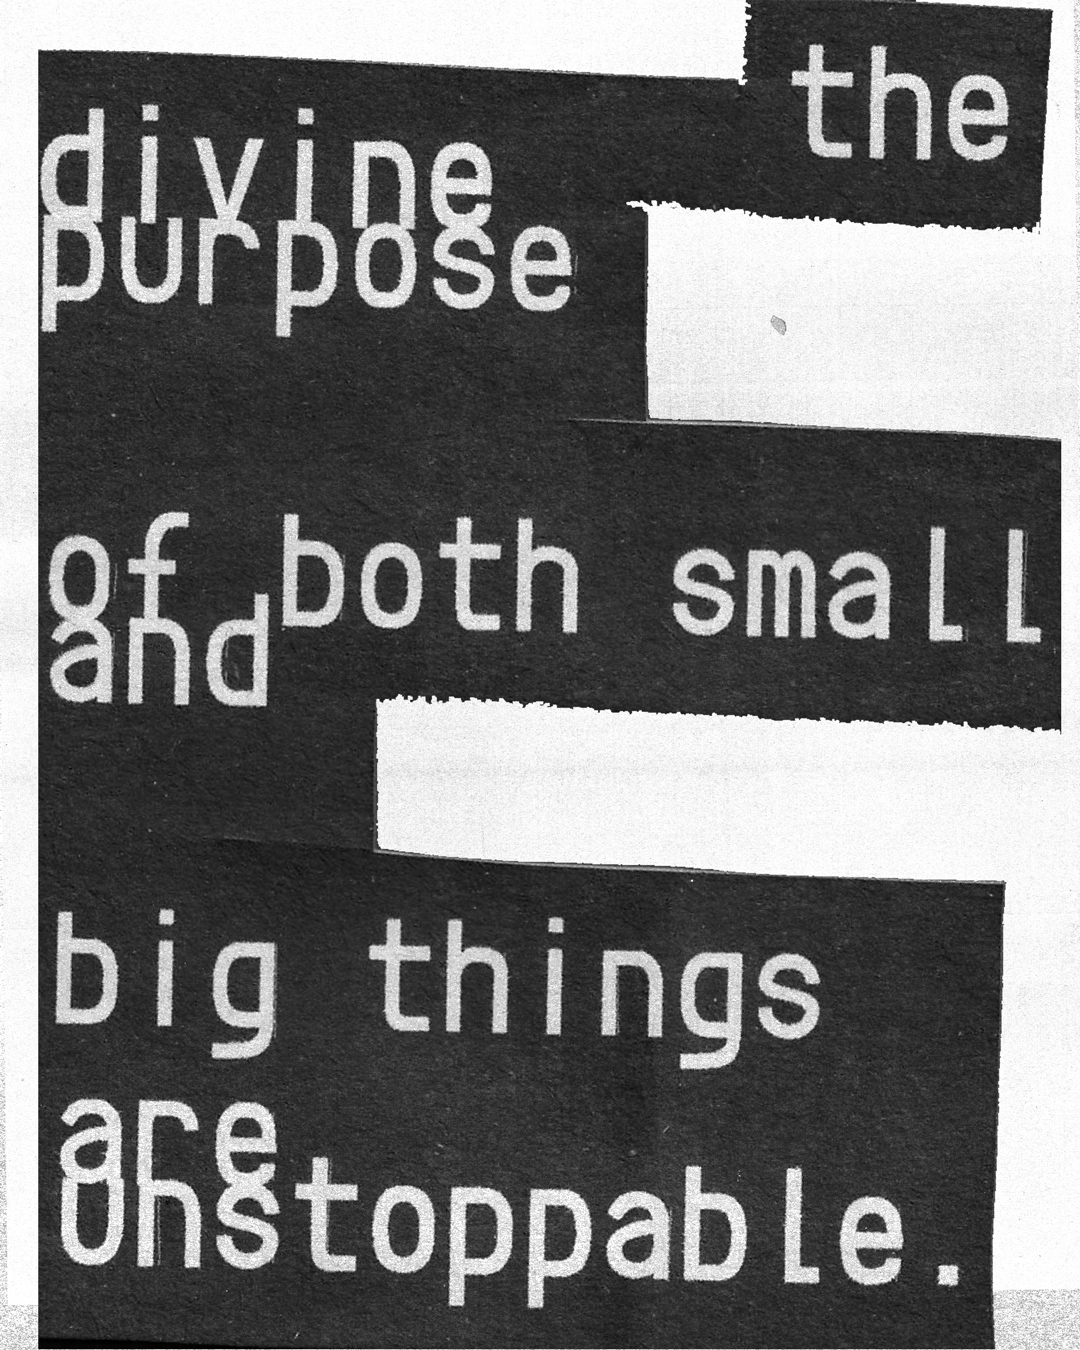 the
divine
purpose
of both small
and
big things
are
unstoppable.